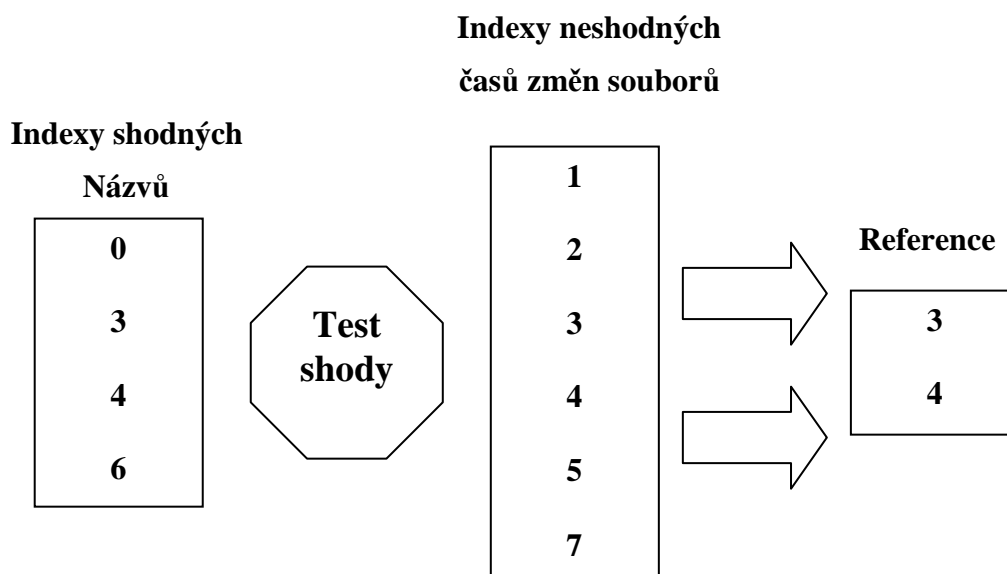 Indexy neshodných
časů změn souborů
Indexy shodných
Názvů
0
3
4
6
Test
shody
1
2
3
4
5
7
Reference
3
4